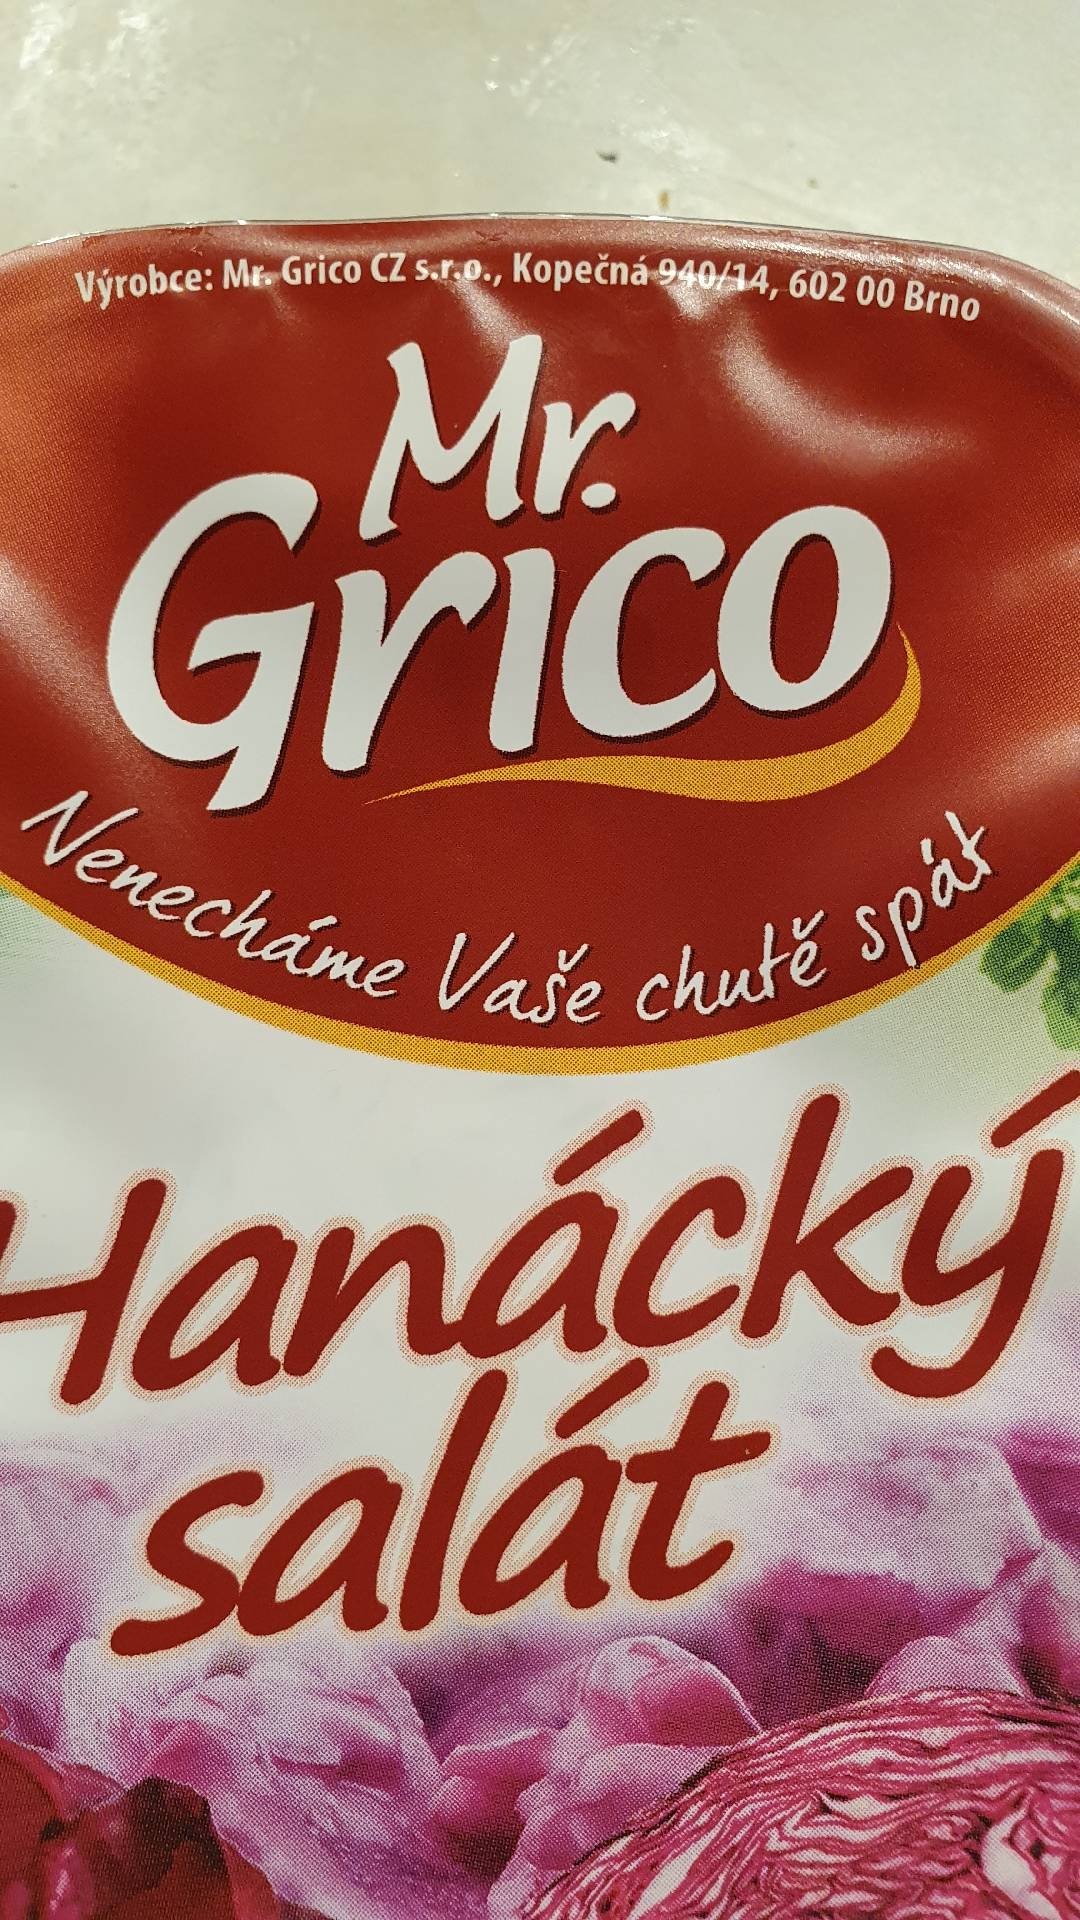 Výrobce: Mr. Grico CZ s.r.o., Kopečná 940/14, 602 00 Brno
Mr.
Grico
Nenecháme Vaše chutě spát
Hanácký
salát